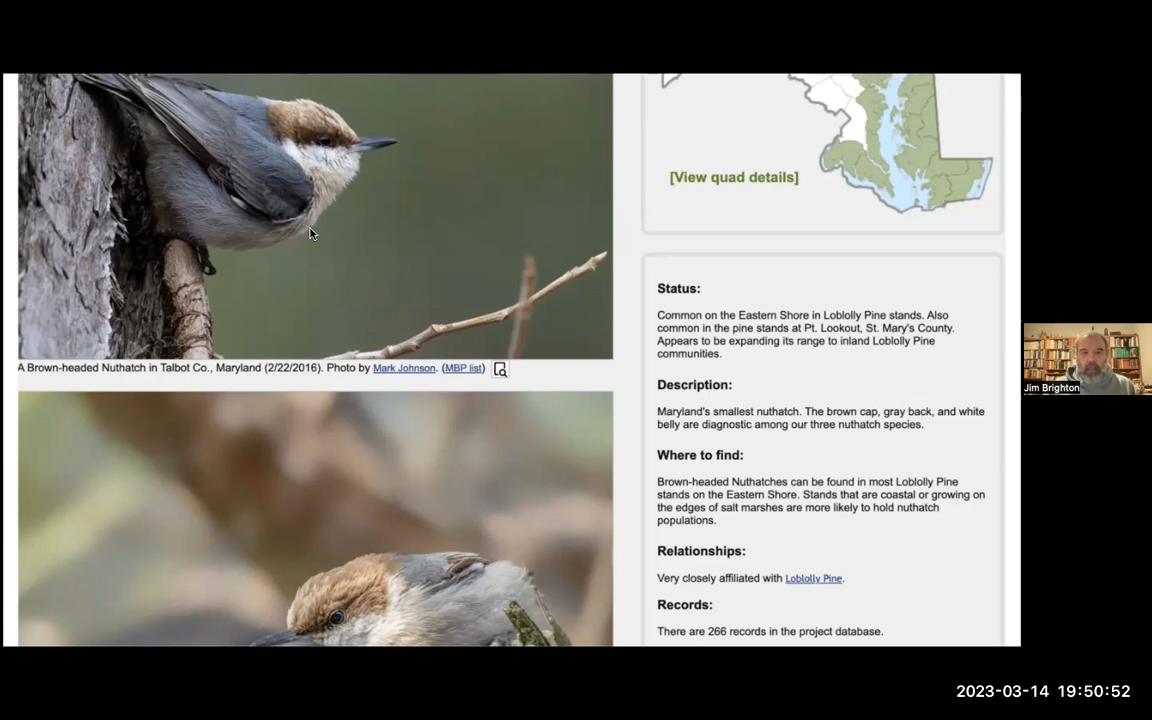 [View quad details]
Status:
Common on the Eastern Shore in Loblolly Pine stands. Also
common in the pine stands at Pt. Lookout, St. Mary's County.
Appears to be expanding its range to inland Loblolly Pine
communities.
A Brown-headed Nuthatch in Talbot Co., Maryland (2/22/2016). Photo by Mark Johnson. (MBP list)
Description:
Maryland's smallest nuthatch. The brown cap, gray back, and white
belly are diagnostic among our three nuthatch species.
Where to find:
Brown-headed Nuthatches can be found in most Loblolly Pine
stands on the Eastern Shore. Stands that are coastal or growing on
the edges of salt marshes are more likely to hold nuthatch
populations.
Relationships:
Very closely affiliated with Loblolly Pine.
Records:
There are 266 records in the project database.
Jim Brighton
2023-03-14 19:50:52